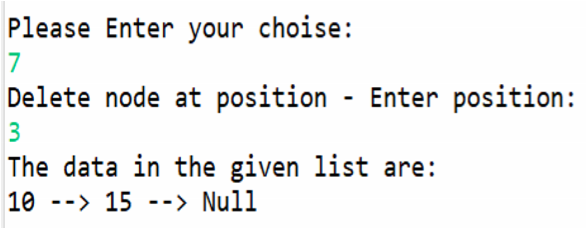 Please Enter your choise:
7
Delete node at position - Enter position:
3
The data in the given list are:
10 --> 15 --> Null